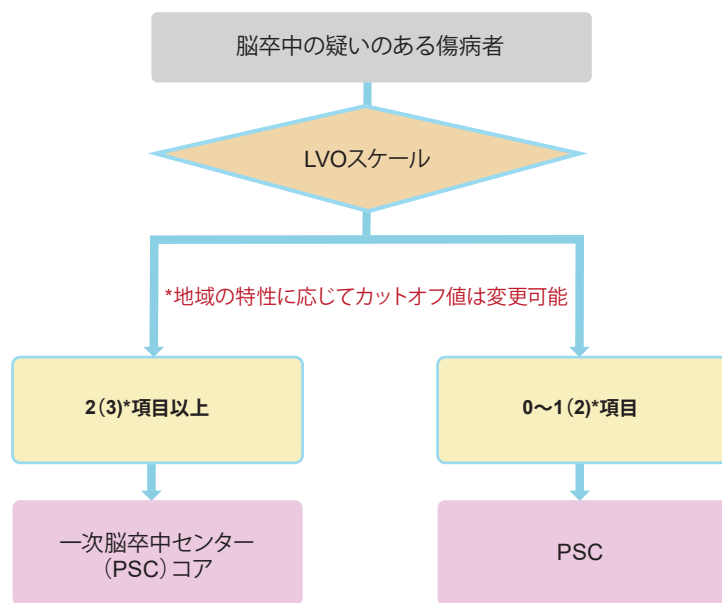 脳卒中の疑いのある傷病者
LVOスケール
*地域の特性に応じてカットオフ値は変更可能
2(3)*項目以上
0〜1(2)*項目
一次脳卒中センター
(PSC)コア
PSC